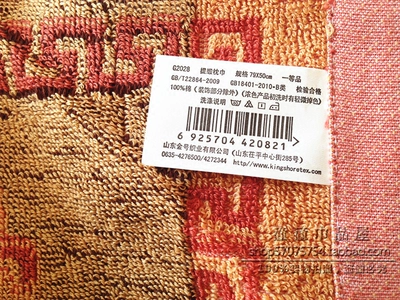 G2028 提缎枕巾 规格 79X50cm 一等品
GB/T22864-2009 GB18401-2010-B类 检验合格
100%棉（装饰部分除外）《浓色产品初洗时有轻微掉色》
洗涤说明
6 925704 420821 >
山东金号织业有限公司（山东茌平中心街285号）
0635-4276500/4272344 http://www.kingshoretex.com